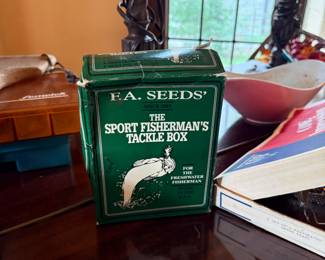 F.A. SEEDS'
THE
SPORT FISHERMAN'S
TACKLE BOX
FOR
THE
FRESHWATER
FISHERMAN